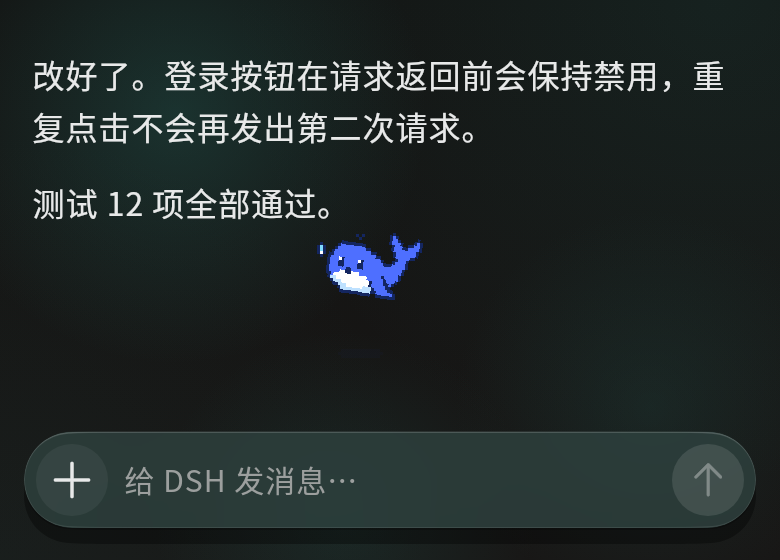 改好了。登录按钮在请求返回前会保持禁用，重
复点击不会再发出第二次请求。
测试 12 项全部通过。
给 DSH 发消息…